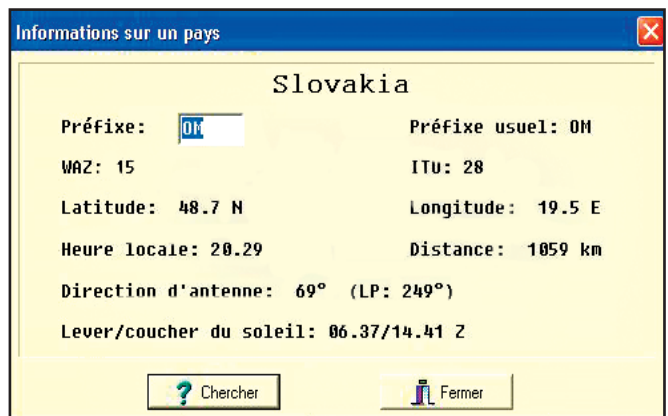 Informations sur un pays
Slovakia
Préfixe: OM Préfixe usuel: OM
WAZ: 15 ITU: 28
Latitude: 48.7 N Longitude: 19.5 E
Heure locale: 20.29 Distance: 1059 km
Direction d'antenne: 69° (LP: 249°)
Lever/coucher du soleil: 06.37/14.41 Z
Chercher Fermer